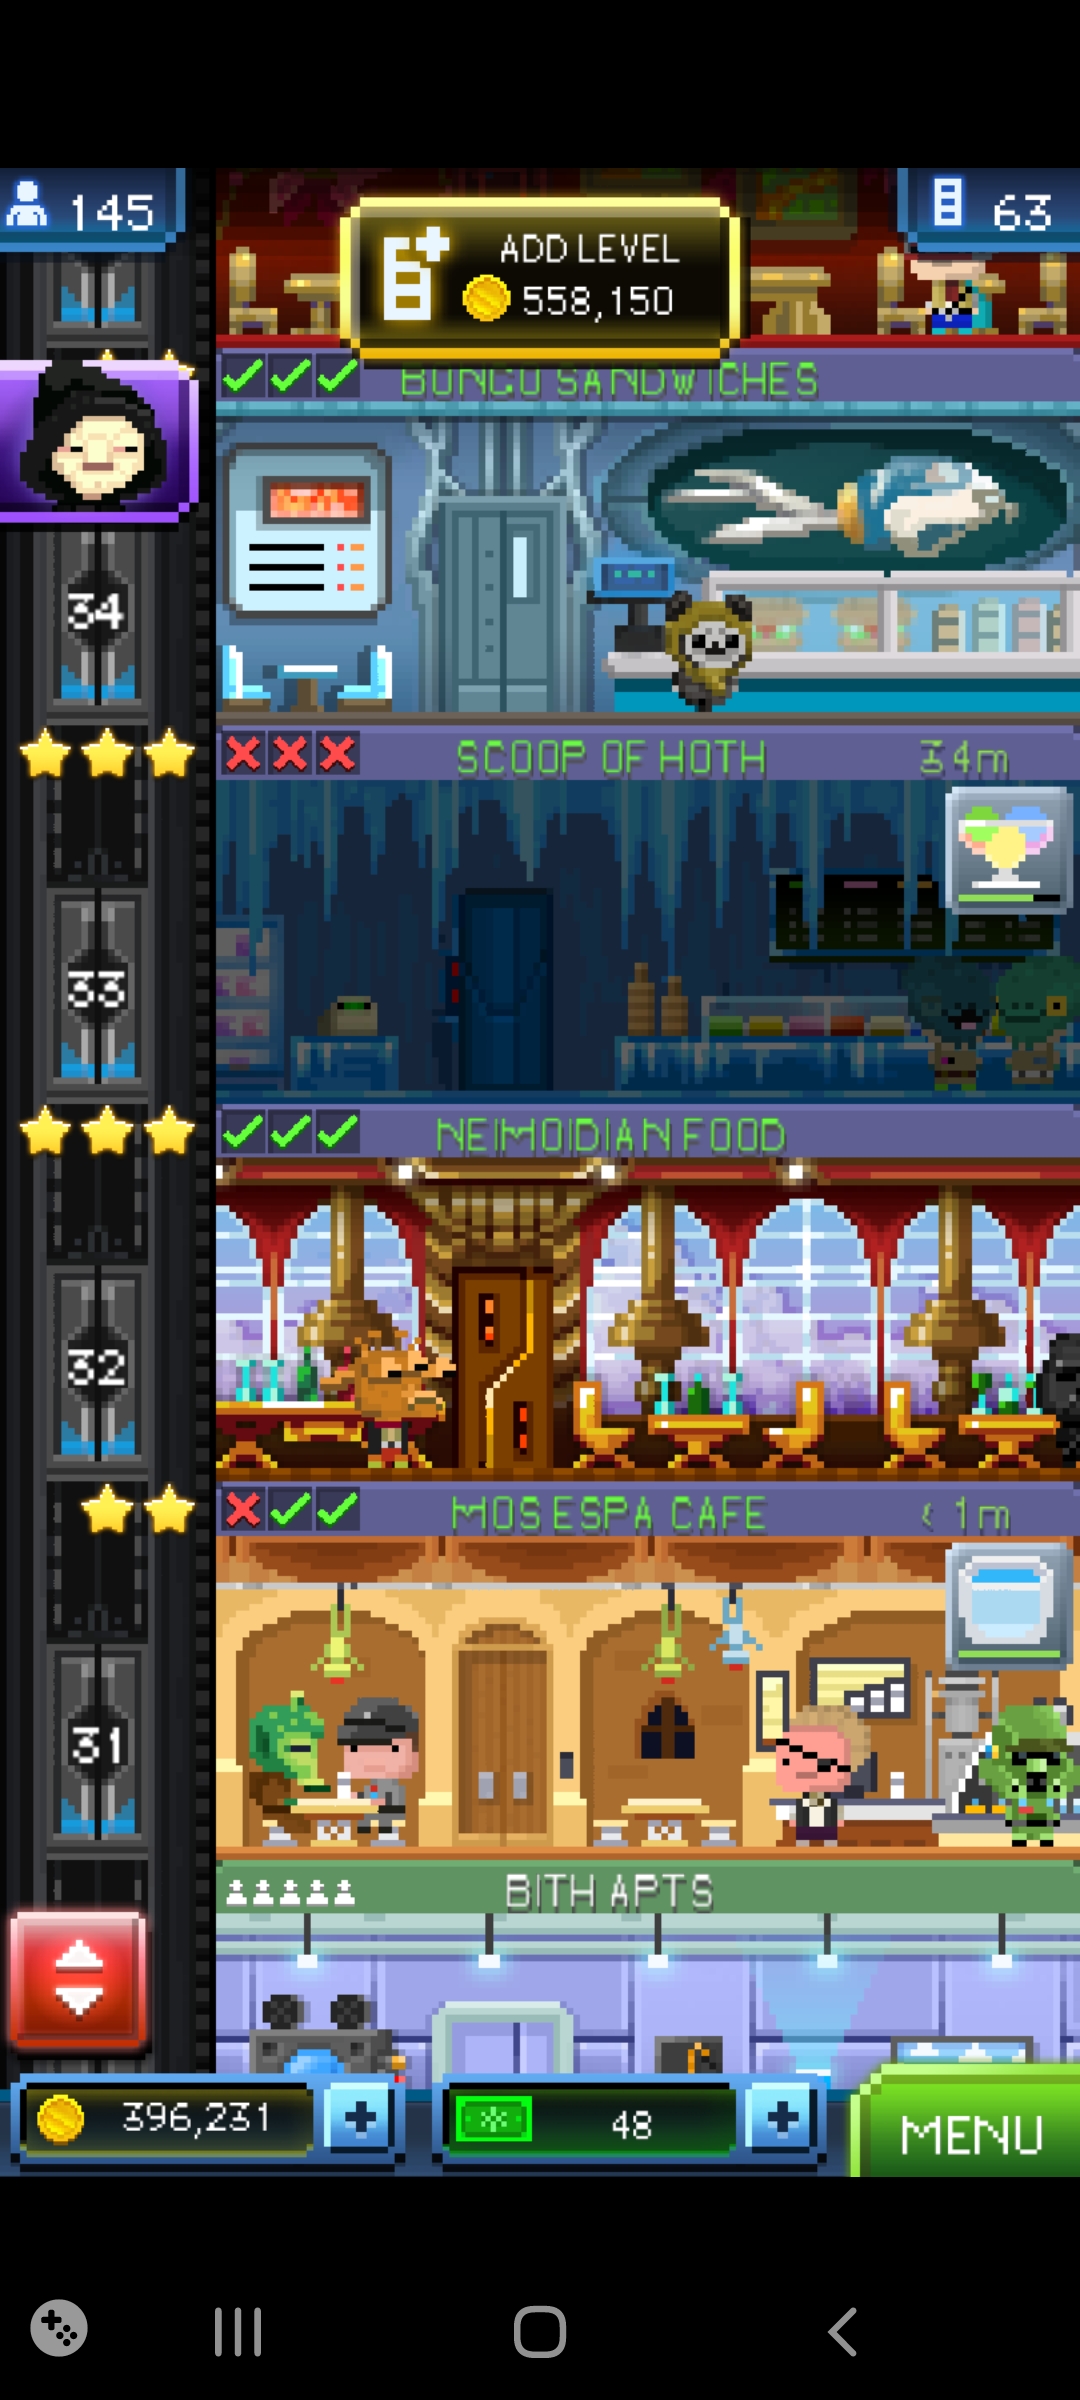 145
63
ADD LEVEL
558,150
BONGO SANDWICHES
34
SCOOP OF HOTH
34m
33
NEIMOIDIAN FOOD
32
MOS ESPA CAFE
< 1m
31
BITH APTS
396,231
48
MENU